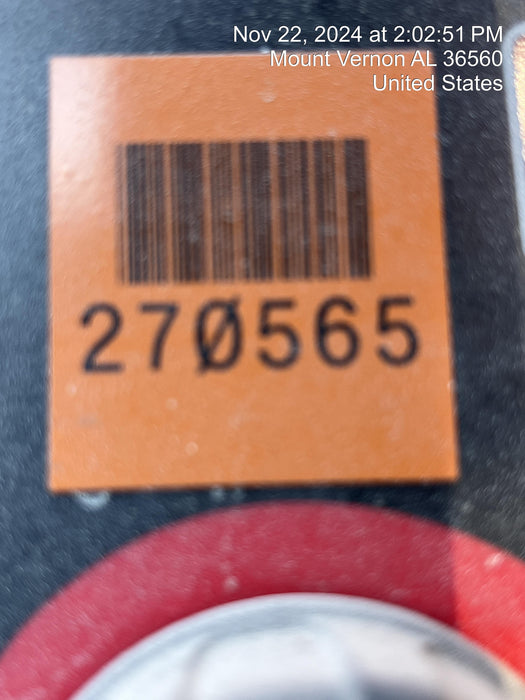 Nov 22, 2024 at 2:02:51 PM
Mount Vernon AL 36560
United States
27Ø565